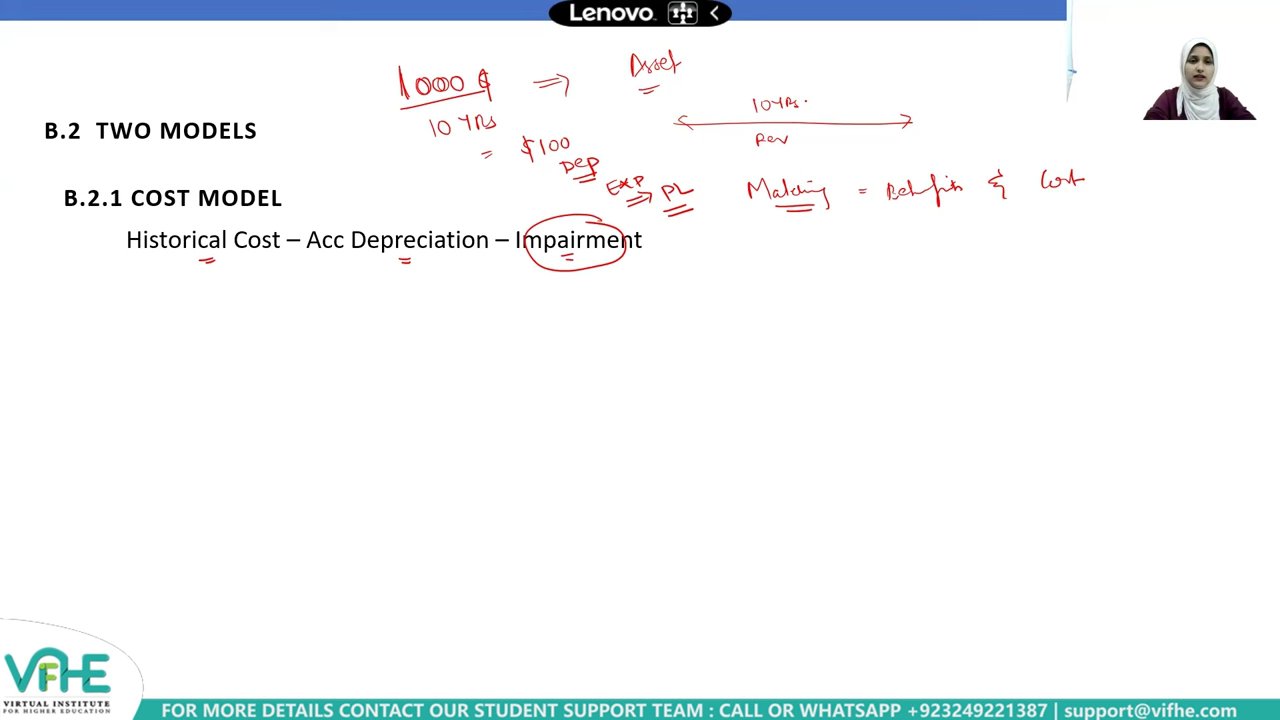 Lenovo
1000 $ ⇒ Asset
10 YRs
10 YRs.
Rev
= $100
Dep
EXP → PL Matching = Benefits & Cost
B.2 TWO MODELS
B.2.1 COST MODEL
Historical Cost – Acc Depreciation – Impairment
VFHE
VIRTUAL INSTITUTE
FOR HIGHER EDUCATION
FOR MORE DETAILS CONTACT OUR STUDENT SUPPORT TEAM : CALL OR WHATSAPP +923249221387 | support@vifhe.com